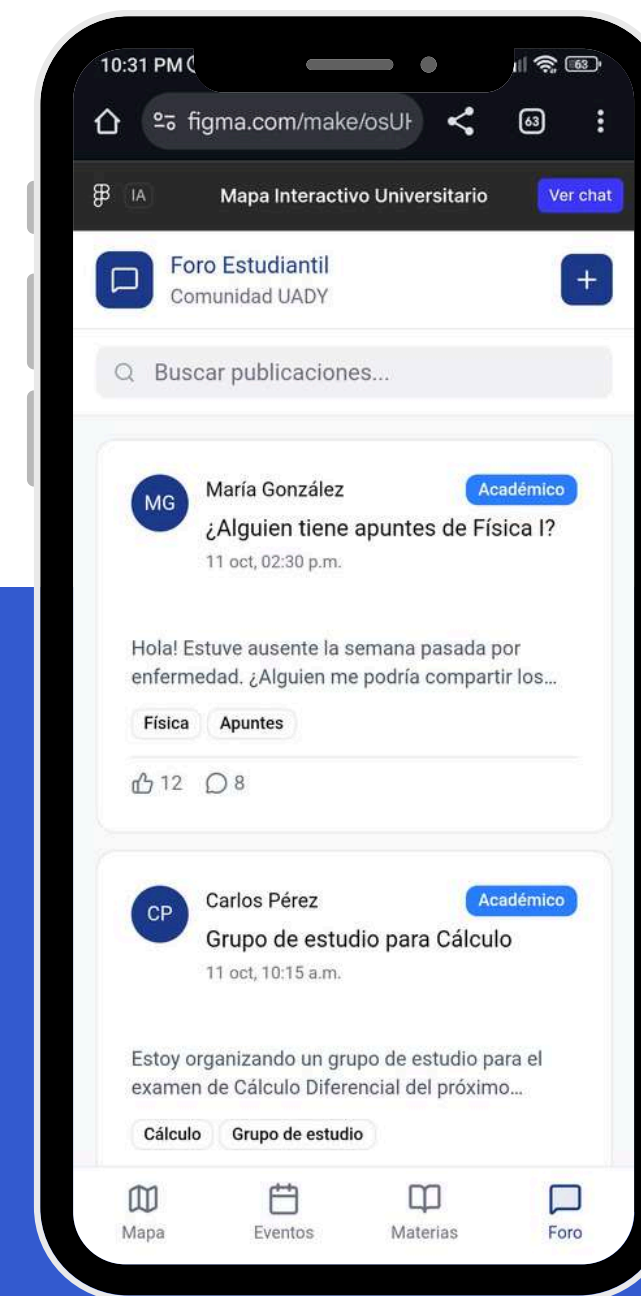 10:31 PM
63
figma.com/make/osUH
63
IA
Mapa Interactivo Universitario
Ver chat
Foro Estudiantil
Comunidad UADY
+
Buscar publicaciones...
MG
María González
Académico
¿Alguien tiene apuntes de Física I?
11 oct, 02:30 p.m.
Hola! Estuve ausente la semana pasada por
enfermedad. ¿Alguien me podría compartir los...
Física Apuntes
12 8
CP
Carlos Pérez
Académico
Grupo de estudio para Cálculo
11 oct, 10:15 a.m.
Estoy organizando un grupo de estudio para el
examen de Cálculo Diferencial del próximo...
Cálculo Grupo de estudio
Mapa Eventos Materias Foro